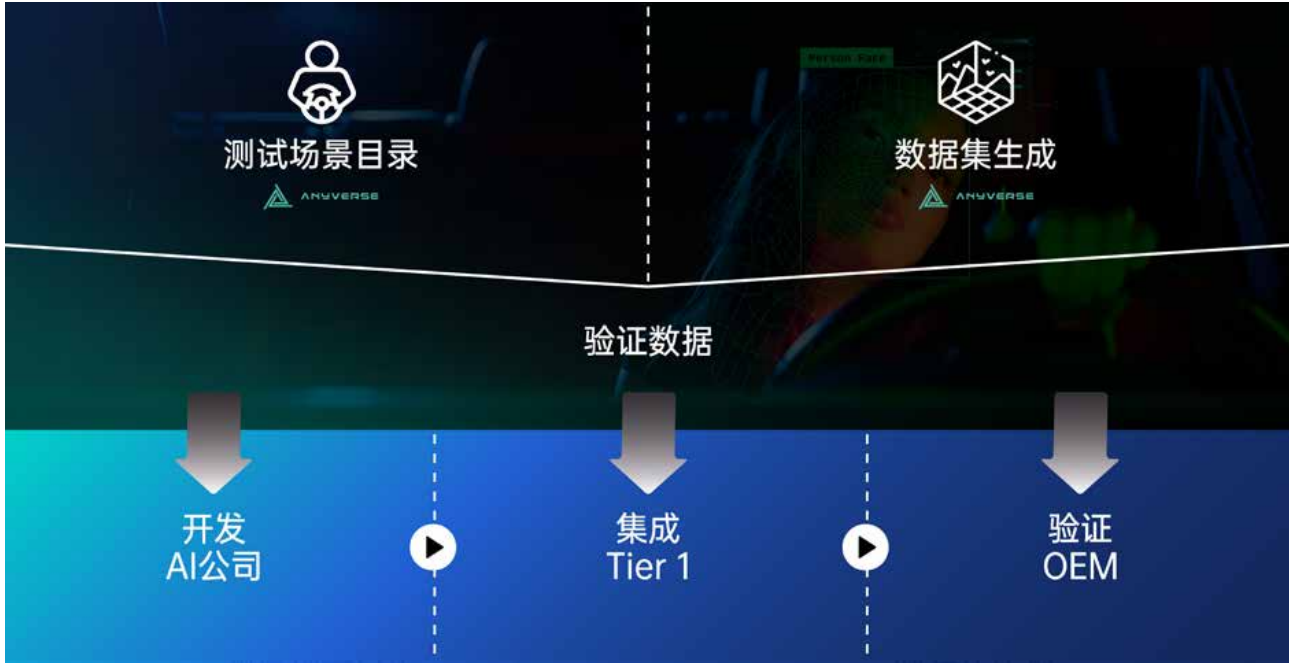 Person Face
测试场景目录
ANYVERSE
数据集生成
ANYVERSE
验证数据
开发
AI公司
集成
Tier 1
验证
OEM